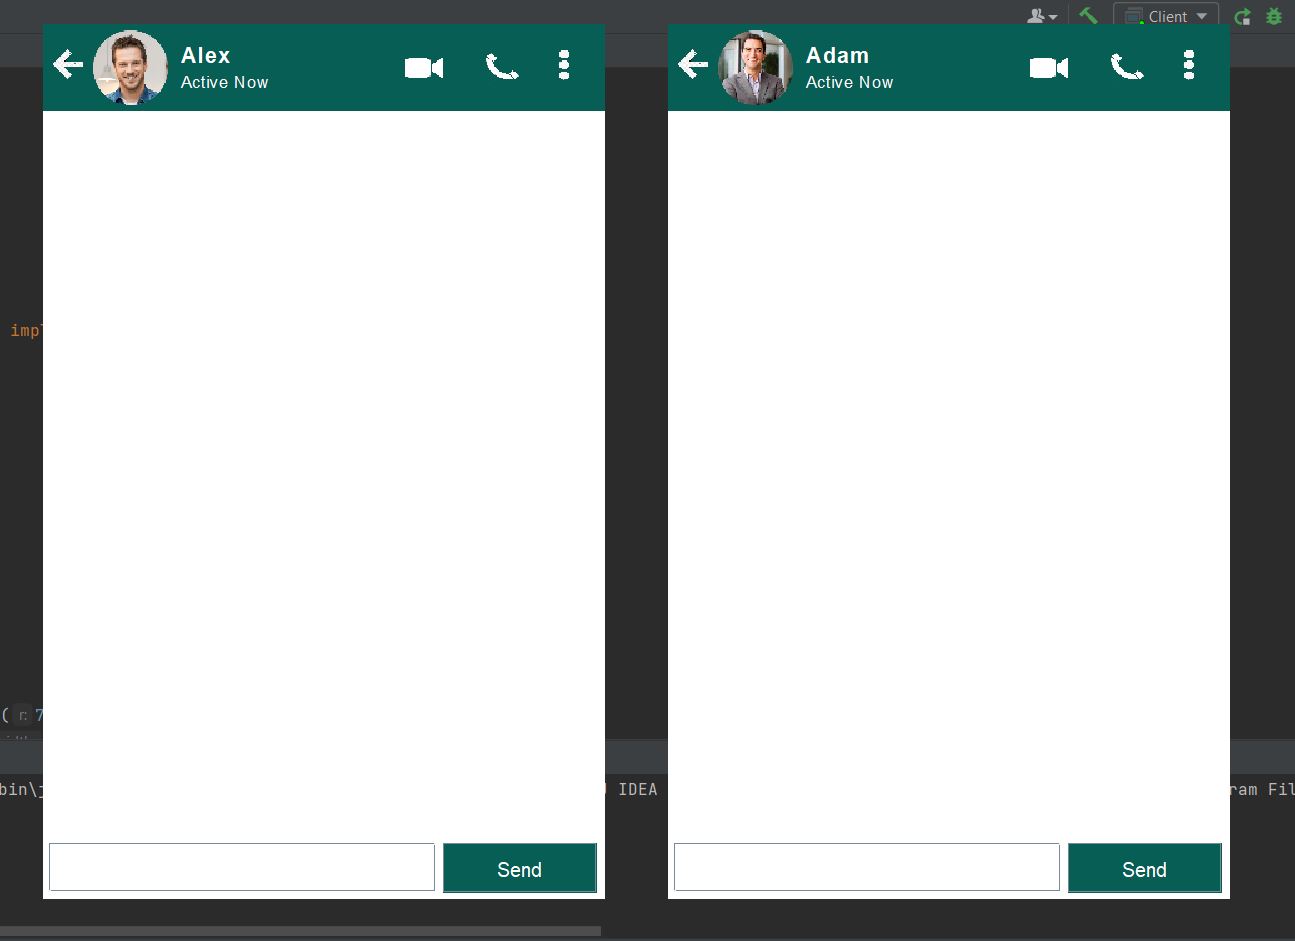 Client
Alex
Active Now
Adam
Active Now
impl
( r: 7
bin\j
IDEA
ram Fil
Send
Send